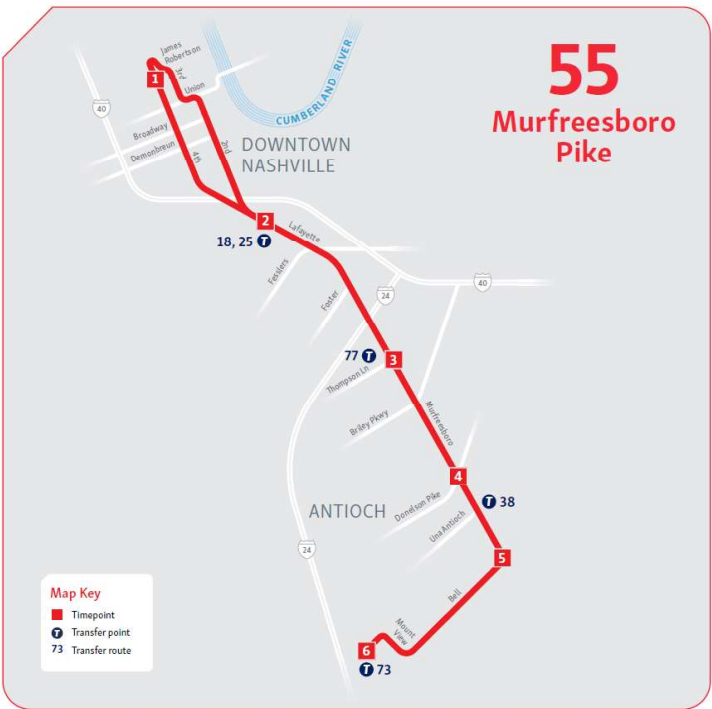 55
Murfreesboro
Pike
James
Robertson
1
3rd
Union
CUMBERLAND RIVER
40
Broadway
Demonbreun
4th
2nd
DOWNTOWN
NASHVILLE
2
18, 25 T
Lafayette
Fesslers
Foster
24
40
77 T
3
Thompson Ln
Briley Pkwy
Murfreesboro
4
ANTIOCH
Donelson Pike
T 38
Una Antioch
24
5
Bell
Mount
View
6
T 73
Map Key
Timepoint
T Transfer point
73 Transfer route